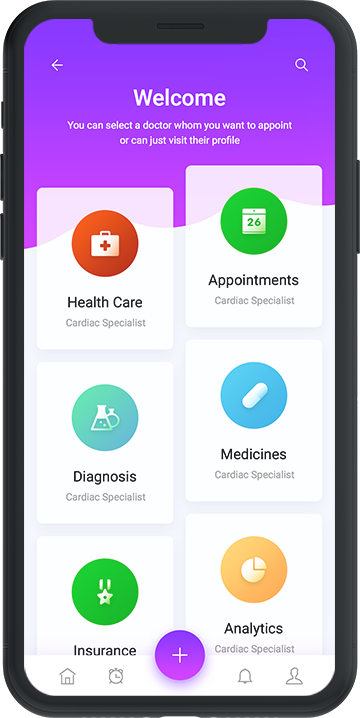 Welcome
You can select a doctor whom you want to appoint
or can just visit their profile
Health Care
Cardiac Specialist
26
Appointments
Cardiac Specialist
Diagnosis
Cardiac Specialist
Medicines
Cardiac Specialist
Insurance
Analytics
Cardiac Specialist